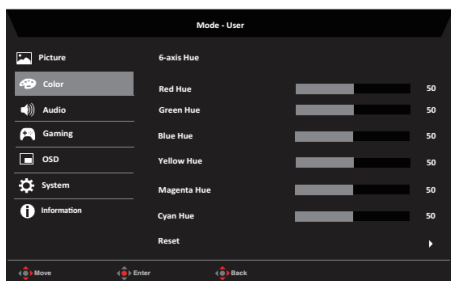 Mode - User
Picture
6-axis Hue
Color
Red Hue 50
Audio
Green Hue 50
Gaming
Blue Hue 50
OSD
Yellow Hue 50
System
Magenta Hue 50
Information
Cyan Hue 50
Reset
Move Enter Back